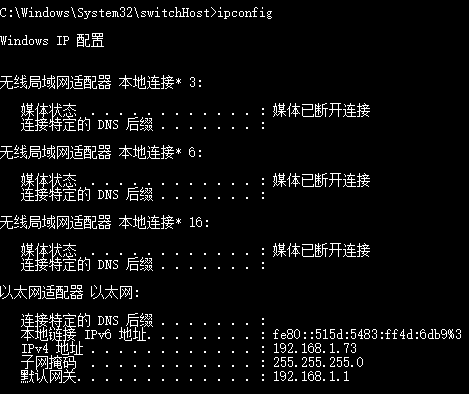 C:\Windows\System32\switchHost>ipconfig
Windows IP 配置
无线局域网适配器 本地连接* 3:
媒体状态 . . . . . . . . . . . . : 媒体已断开连接
连接特定的 DNS 后缀 . . . . . . . :
无线局域网适配器 本地连接* 6:
媒体状态 . . . . . . . . . . . . : 媒体已断开连接
连接特定的 DNS 后缀 . . . . . . . :
无线局域网适配器 本地连接* 16:
媒体状态 . . . . . . . . . . . . : 媒体已断开连接
连接特定的 DNS 后缀 . . . . . . . :
以太网适配器 以太网:
连接特定的 DNS 后缀 . . . . . . . :
本地链接 IPv6 地址. . . . . . . . : fe80::515d:5483:ff4d:6db9%3
IPv4 地址 . . . . . . . . . . . . : 192.168.1.73
子网掩码 . . . . . . . . . . . . : 255.255.255.0
默认网关. . . . . . . . . . . . . : 192.168.1.1